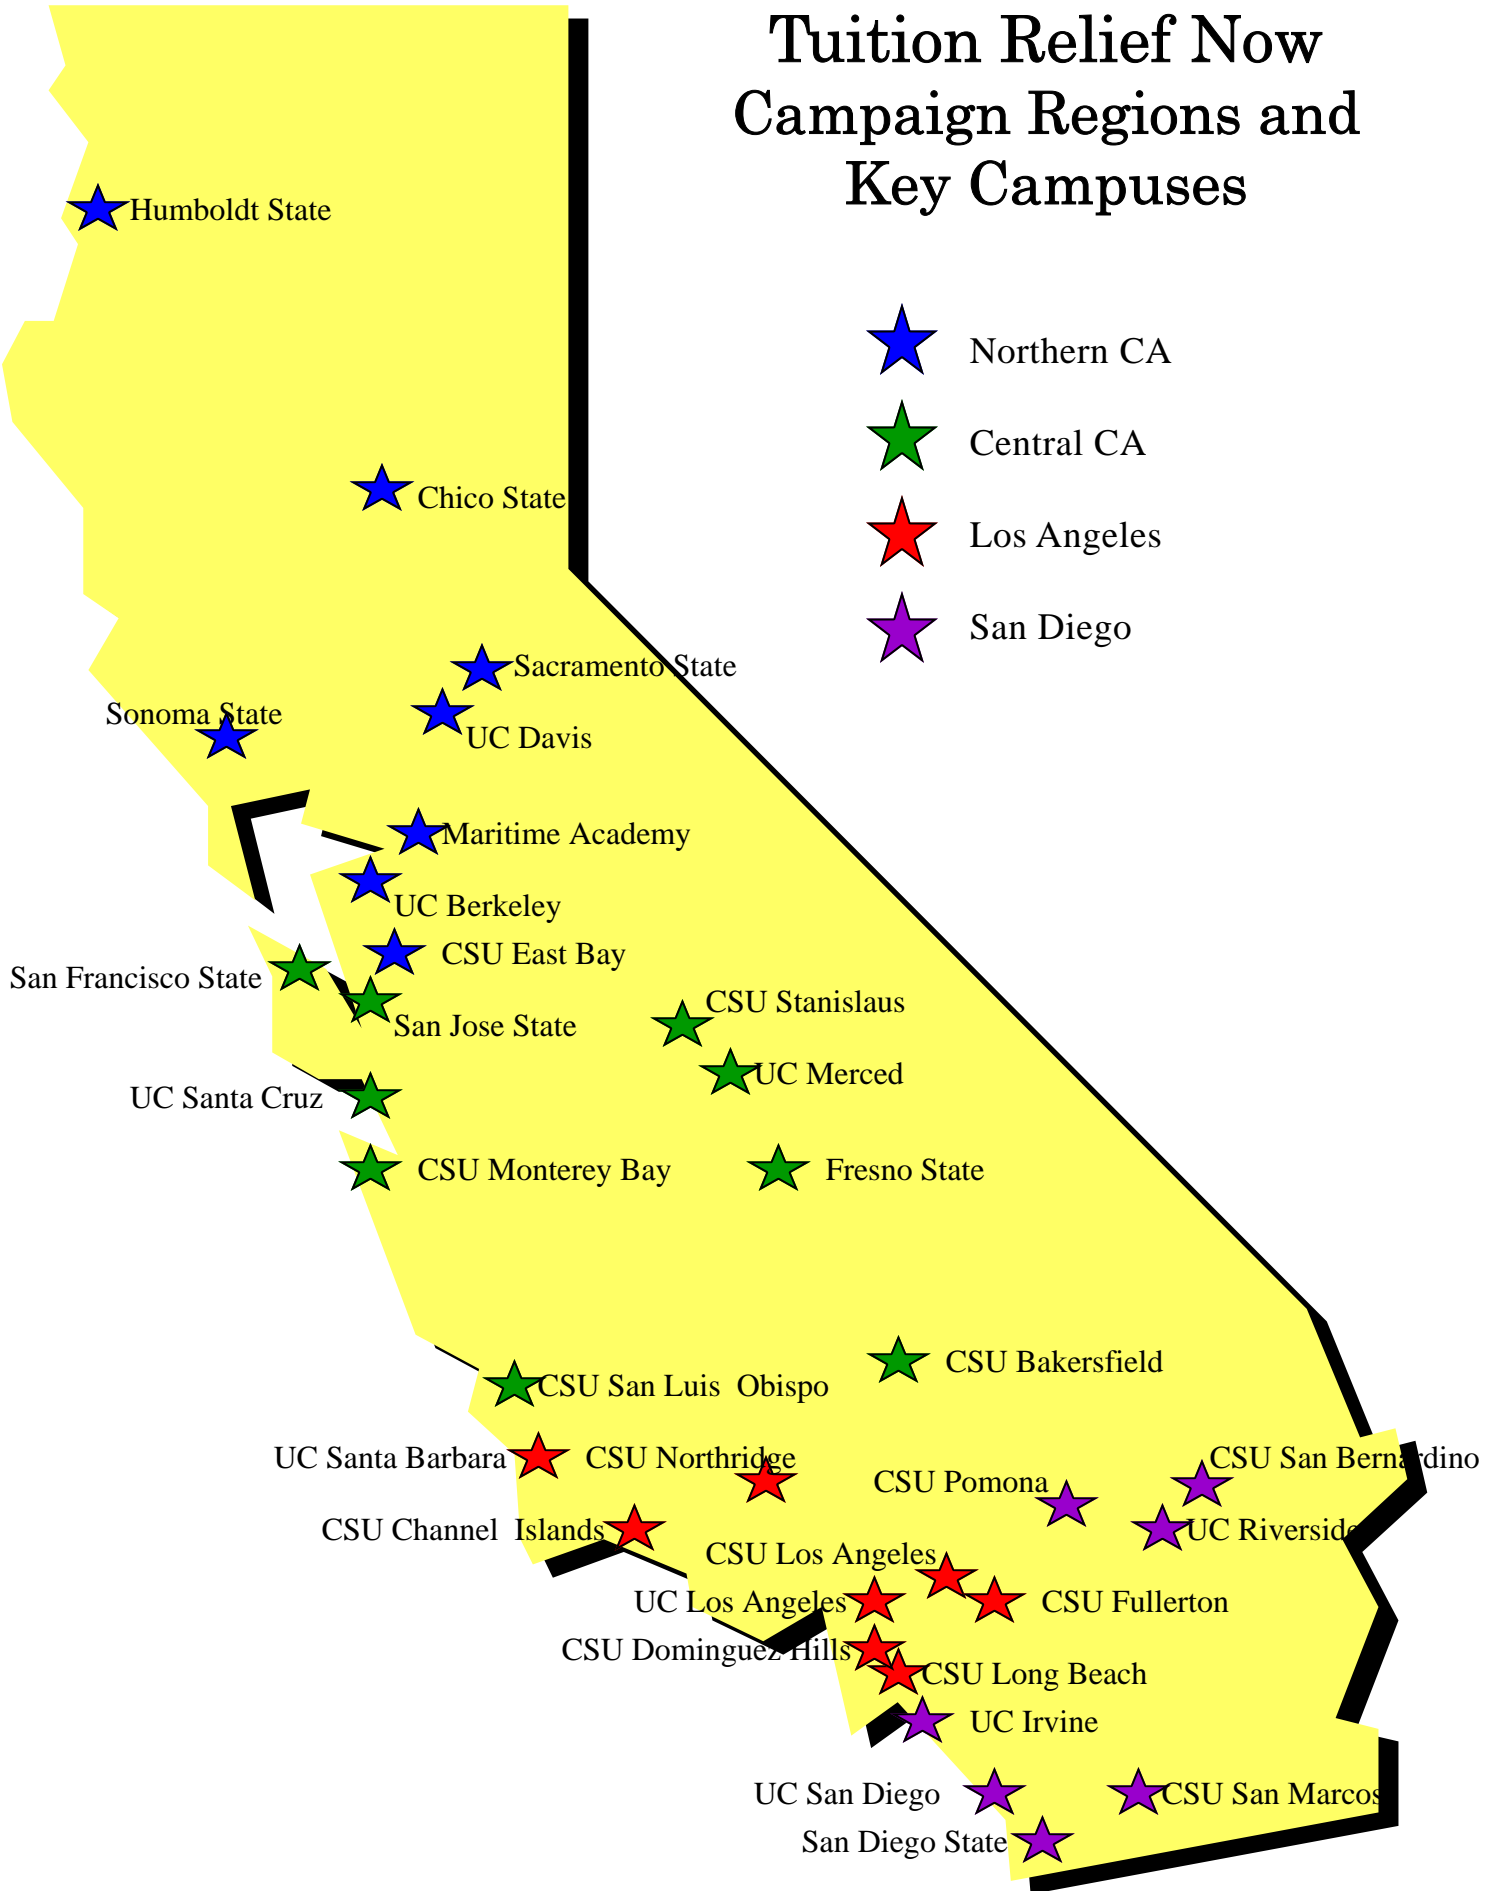 Tuition Relief Now
Campaign Regions and
Key Campuses
Humboldt State
Northern CA
Central CA
Chico State
Los Angeles
San Diego
Sacramento State
Sonoma State
UC Davis
Maritime Academy
UC Berkeley
CSU East Bay
San Francisco State
CSU Stanislaus
San Jose State
UC Merced
UC Santa Cruz
CSU Monterey Bay
Fresno State
CSU Bakersfield
CSU San Luis  Obispo
UC Santa Barbara
CSU Northridge
CSU San Bernardino
CSU Pomona
CSU Channel  Islands
UC Riverside
CSU Los Angeles
UC Los Angeles
CSU Fullerton
CSU Dominguez Hills
CSU Long Beach
UC Irvine
UC San Diego
CSU San Marcos
San Diego State